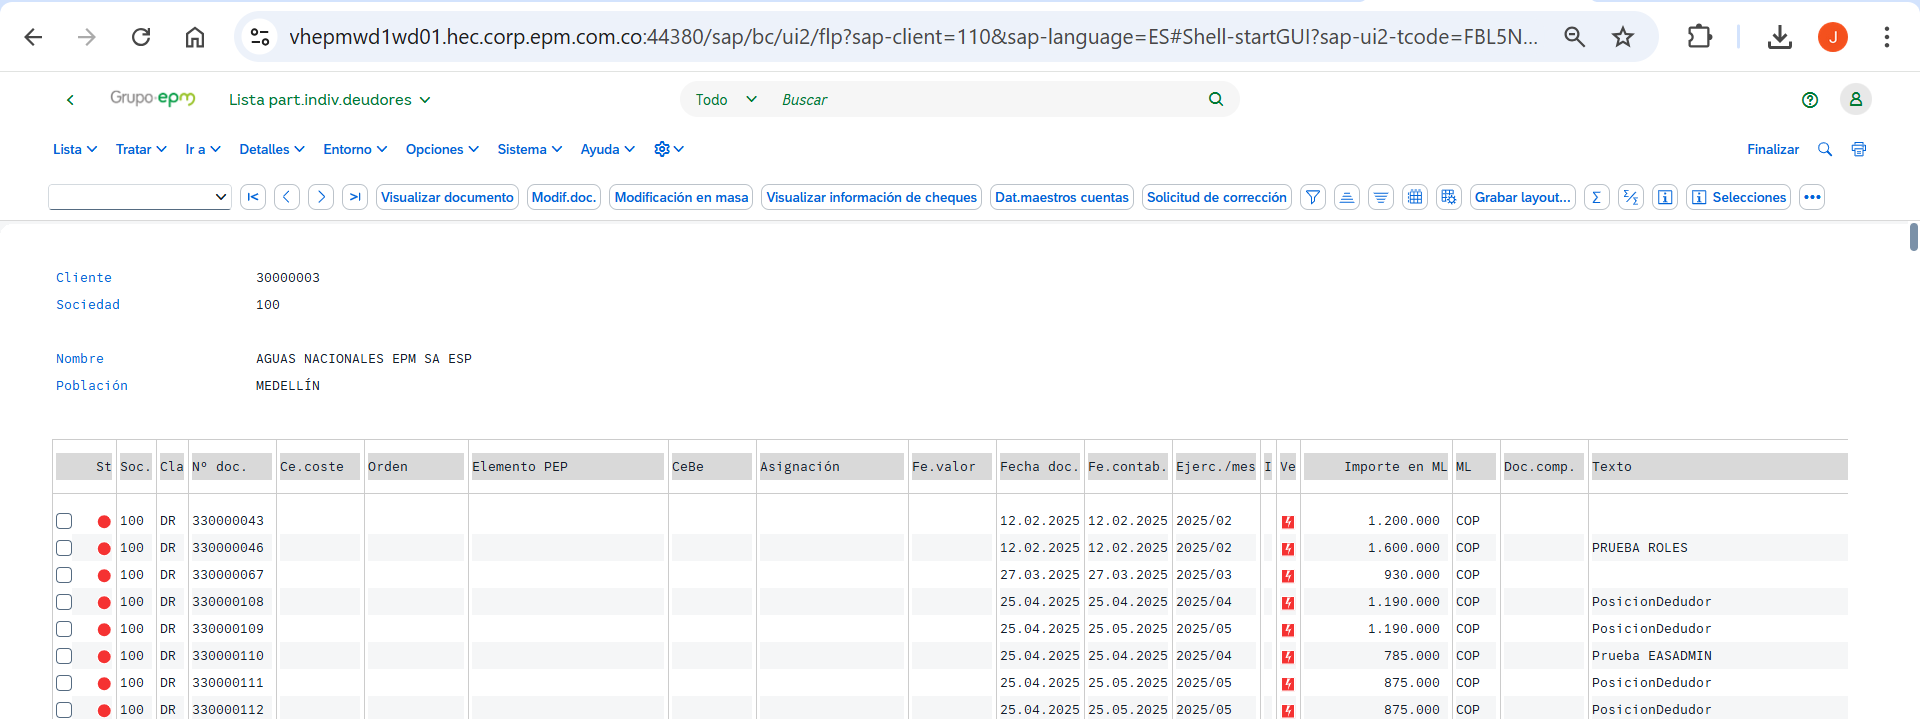 vhepmwd1wd01.hec.corp.epm.com.co:44380/sap/bc/ui2/flp?sap-client=110&sap-language=ES#Shell-startGUI?sap-ui2-tcode=FBL5N... J
Grupo·epm Lista part.indiv.deudores Todo Buscar
Lista Tratar Ir a Detalles Entorno Opciones Sistema Ayuda Finalizar
Visualizar documento Modif.doc. Modificación en masa Visualizar información de cheques Dat.maestros cuentas Solicitud de corrección Grabar layout... Σ Selecciones
Cliente 30000003
Sociedad 100
Nombre AGUAS NACIONALES EPM SA ESP
Población MEDELLÍN
St Soc. Cla Nº doc. Ce.coste Orden Elemento PEP CeBe Asignación Fe.valor Fecha doc. Fe.contab. Ejerc./mes I Ve Importe en ML ML Doc.comp. Texto
100 DR 330000043 12.02.2025 12.02.2025 2025/02 1.200.000 COP
100 DR 330000046 12.02.2025 12.02.2025 2025/02 1.600.000 COP PRUEBA ROLES
100 DR 330000067 27.03.2025 27.03.2025 2025/03 930.000 COP
100 DR 330000108 25.04.2025 25.04.2025 2025/04 1.190.000 COP PosicionDedudor
100 DR 330000109 25.04.2025 25.05.2025 2025/05 1.190.000 COP PosicionDedudor
100 DR 330000110 25.04.2025 25.04.2025 2025/04 785.000 COP Prueba EASADMIN
100 DR 330000111 25.04.2025 25.05.2025 2025/05 875.000 COP PosicionDedudor
100 DR 330000112 25.04.2025 25.05.2025 2025/05 875.000 COP PosicionDedudor